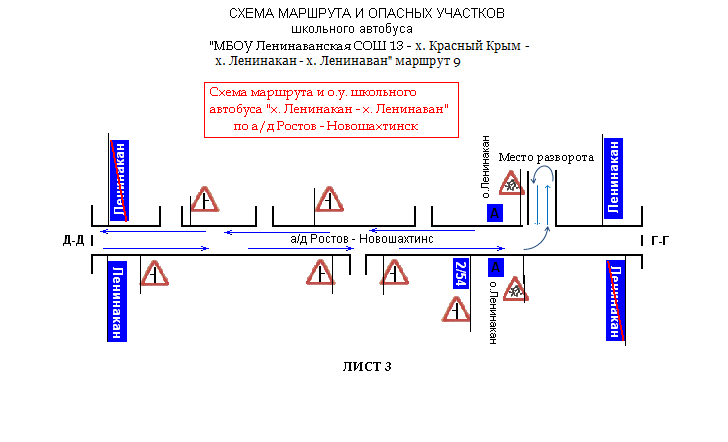 СХЕМА МАРШРУТА И ОПАСНЫХ УЧАСТКОВ
школьного автобуса
"МБОУ Ленинаванская СОШ 13 - х. Красный Крым -
х. Ленинакан - х. Ленинаван" маршрут 9
Схема маршрута и о.у. школьного
автобуса "х. Ленинакан - х. Ленинаван"
по а/д Ростов - Новошахтинск
Ленинакан
о.Ленинакан
Место разворота
Ленинакан
А
Д-Д
а/д Ростов - Новошахтинс
Г-Г
Ленинакан
2/54
А
о.Ленинакан
Ленинакан
ЛИСТ 3